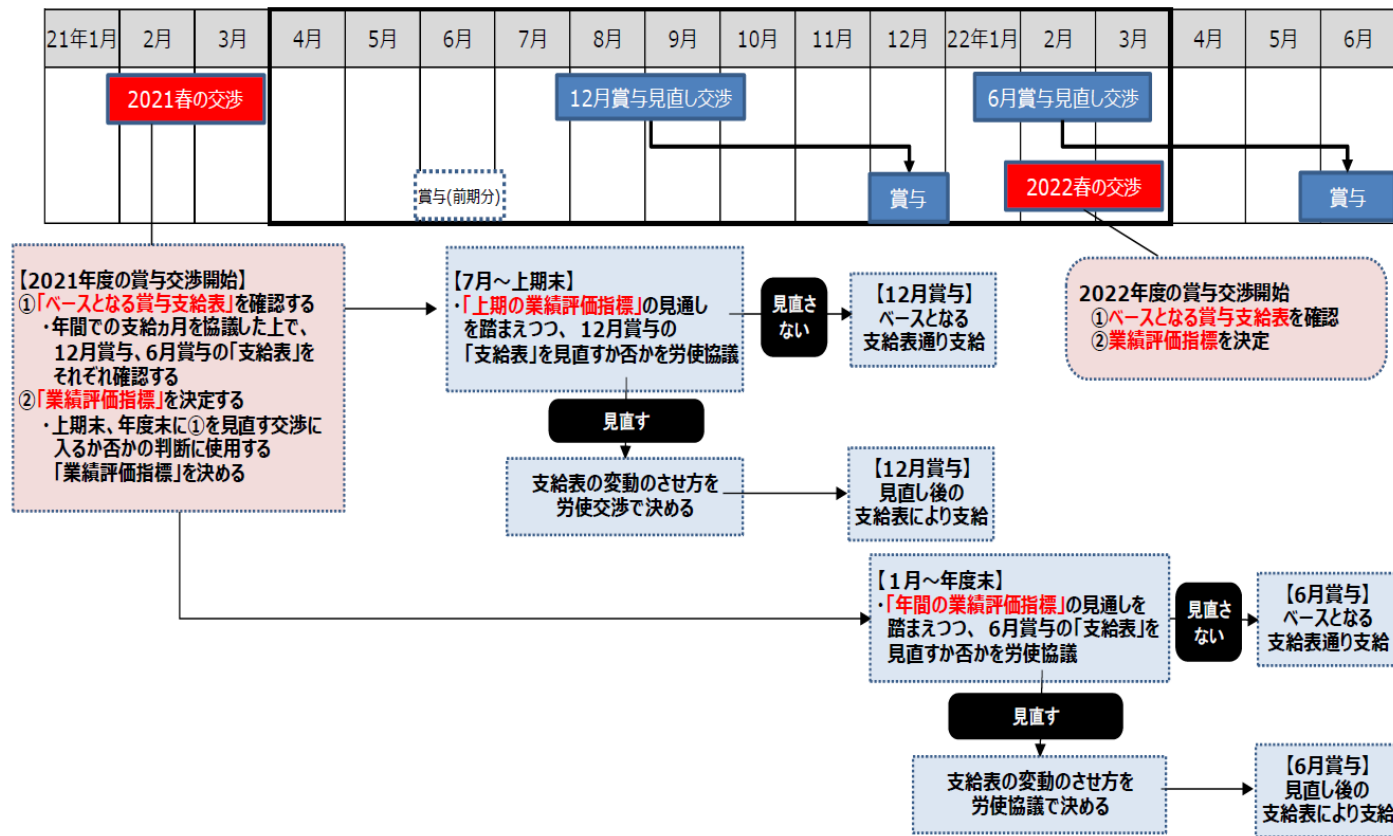 21年1月 2月 3月 4月 5月 6月 7月 8月 9月 10月 11月 12月 22年1月 2月 3月 4月 5月 6月
2021春の交渉
12月賞与見直し交渉
6月賞与見直し交渉
賞与(前期分)
賞与
2022春の交渉
賞与
【2021年度の賞与交渉開始】
①「ベースとなる賞与支給表」を確認する
・年間での支給ヵ月を協議した上で、
12月賞与、6月賞与の「支給表」を
それぞれ確認する
②「業績評価指標」を決定する
・上期末、年度末に①を見直す交渉に
入るか否かの判断に使用する
「業績評価指標」を決める
【7月～上期末】
・「上期の業績評価指標」の見通し
を踏まえつつ、12月賞与の
「支給表」を見直すか否かを労使協議
見直さ
ない
【12月賞与】
ベースとなる
支給表通り支給
2022年度の賞与交渉開始
①ベースとなる賞与支給表を確認
②業績評価指標を決定
見直す
支給表の変動のさせ方を
労使交渉で決める
【12月賞与】
見直し後の
支給表により支給
【1月～年度末】
・「年間の業績評価指標」の見通しを
踏まえつつ、6月賞与の「支給表」を
見直すか否かを労使協議
見直さ
ない
【6月賞与】
ベースとなる
支給表通り支給
見直す
支給表の変動のさせ方を
労使協議で決める
【6月賞与】
見直し後の
支給表により支給